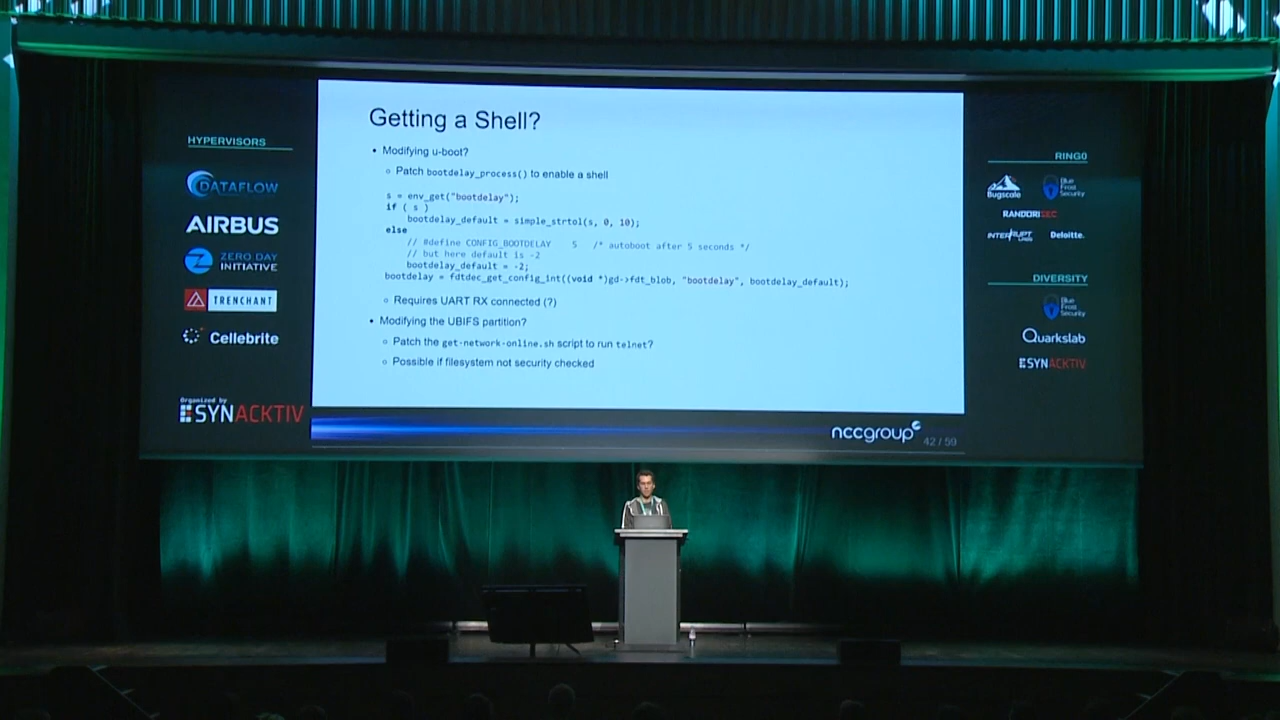 HYPERVISORS
DATAFLOW
AIRBUS
ZERO DAY
INITIATIVE
TRENCHANT
Cellebrite
Organized by
SYNACKTIV
Getting a Shell?
• Modifying u-boot?
○ Patch bootdelay_process() to enable a shell
s = env_get("bootdelay");
if ( s )
bootdelay_default = simple_strtol(s, 0, 10);
else
// #define CONFIG_BOOTDELAY 5 /* autoboot after 5 seconds */
// but here default is -2
bootdelay_default = -2;
bootdelay = fdtdec_get_config_int((void *)gd->fdt_blob, "bootdelay", bootdelay_default);
○ Requires UART RX connected (?)
• Modifying the UBIFS partition?
○ Patch the get-network-online.sh script to run telnet?
○ Possible if filesystem not security checked
nccgroup
42 / 59
RING0
Bugscale
Blue
Frost
Security
RANDORISEC
INTERRUPT
LABS
Deloitte.
DIVERSITY
Blue
Frost
Security
Quarkslab
SYNACKTIV